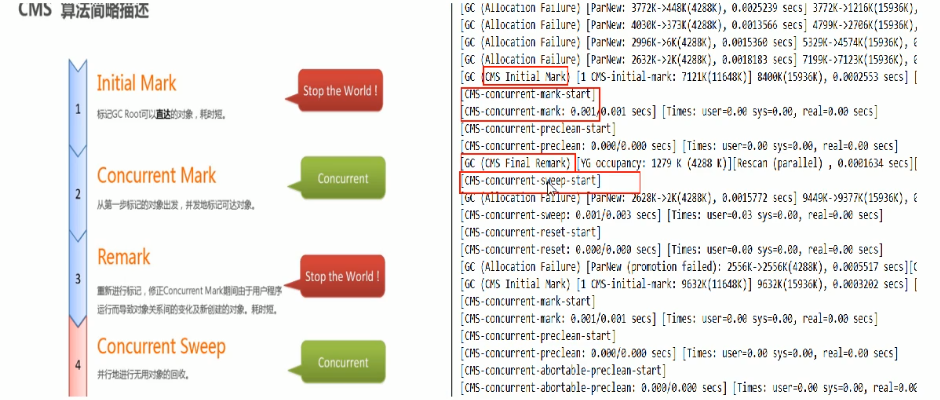 CMS 算法简略描述
1
Initial Mark
标记GC Root可以直达的对象，耗时短。
Stop the World！
2
Concurrent Mark
从第一步标记的对象出发，并发地标记可达对象。
Concurrent
3
Remark
重新进行标记，修正Concurrent Mark期间由于用户程序
运行而导致对象关系间的变化及新创建的对象。耗时短。
Stop the World！
4
Concurrent Sweep
并行地进行无用对象的回收。
Concurrent
[GC (Allocation Failure) [ParNew: 3772K->448K(4288K), 0.0025239 secs] 3772K->1216K(15936K),
[GC (Allocation Failure) [ParNew: 4030K->373K(4288K), 0.0013566 secs] 4799K->2706K(15936K),
[GC (Allocation Failure) [ParNew: 2996K->6K(4288K), 0.0015360 secs] 5329K->4574K(15936K), 0
[GC (Allocation Failure) [ParNew: 2632K->2K(4288K), 0.0018183 secs] 7199K->7123K(15936K), 0
[GC (CMS Initial Mark) [1 CMS-initial-mark: 7121K(11648K)] 8400K(15936K), 0.0002553 secs] [
[CMS-concurrent-mark-start]
[CMS-concurrent-mark: 0.001/0.001 secs] [Times: user=0.00 sys=0.00, real=0.00 secs]
[CMS-concurrent-preclean-start]
[CMS-concurrent-preclean: 0.000/0.000 secs] [Times: user=0.00 sys=0.00, real=0.00 secs]
[GC (CMS Final Remark) [YG occupancy: 1279 K (4288 K)][Rescan (parallel) , 0.0001634 secs][
[CMS-concurrent-sweep-start]
[GC (Allocation Failure) [ParNew: 2628K->2K(4288K), 0.0015772 secs] 9449K->9377K(15936K), 0
[CMS-concurrent-sweep: 0.001/0.003 secs] [Times: user=0.03 sys=0.00, real=0.00 secs]
[CMS-concurrent-reset-start]
[CMS-concurrent-reset: 0.000/0.000 secs] [Times: user=0.00 sys=0.00, real=0.00 secs]
[GC (Allocation Failure) [ParNew (promotion failed): 2556K->2556K(4288K), 0.0005517 secs][C
[GC (CMS Initial Mark) [1 CMS-initial-mark: 9632K(11648K)] 9632K(15936K), 0.0003202 secs] [
[CMS-concurrent-mark-start]
[CMS-concurrent-mark: 0.001/0.001 secs] [Times: user=0.00 sys=0.00, real=0.00 secs]
[CMS-concurrent-preclean-start]
[CMS-concurrent-preclean: 0.000/0.000 secs] [Times: user=0.00 sys=0.00, real=0.00 secs]
[CMS-concurrent-abortable-preclean-start]
[CMS-concurrent-abortable-preclean: 0.000/0.000 secs] [Times: user=0.00 sys=0.00, real=0.00